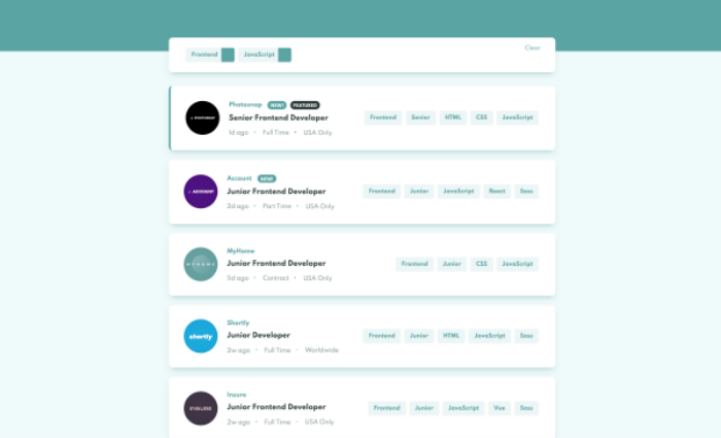 Frontend JavaScript Clear
Photosnap NEW! FEATURED
Senior Frontend Developer
1d ago • Full Time • USA Only
Frontend Senior HTML CSS JavaScript
Account NEW!
Junior Frontend Developer
2d ago • Part Time • USA Only
Frontend Junior JavaScript React Sass
MyHome
Junior Frontend Developer
5d ago • Contract • USA Only
Frontend Junior CSS JavaScript
shortly
Shortly
Junior Developer
2w ago • Full Time • Worldwide
Frontend Junior HTML JavaScript Sass
INSURE
Insure
Junior Frontend Developer
2w ago • Full Time • USA Only
Frontend Junior JavaScript Vue Sass